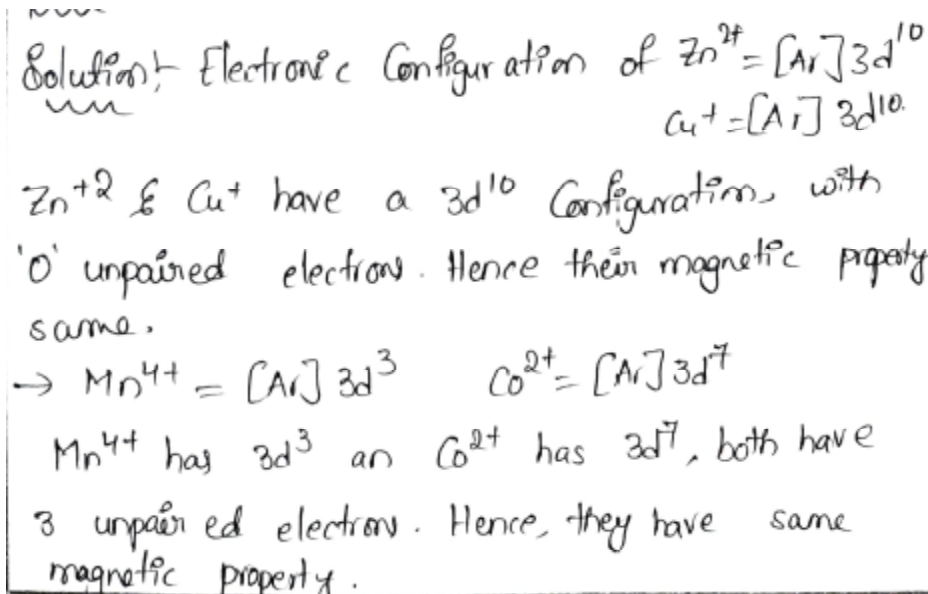 Solution:- Electronic Configuration of Zn²⁺ = [Ar] 3d¹⁰
Cu⁺ = [Ar] 3d¹⁰.
Zn⁺² & Cu⁺ have a 3d¹⁰ Configuration, with
'0' unpaired electrons. Hence their magnetic property
same.
→ Mn⁴⁺ = [Ar] 3d³ Co²⁺ = [Ar] 3d⁷
Mn⁴⁺ has 3d³ an Co²⁺ has 3d⁷, both have
3 unpair ed electrons. Hence, they have same
magnetic property.